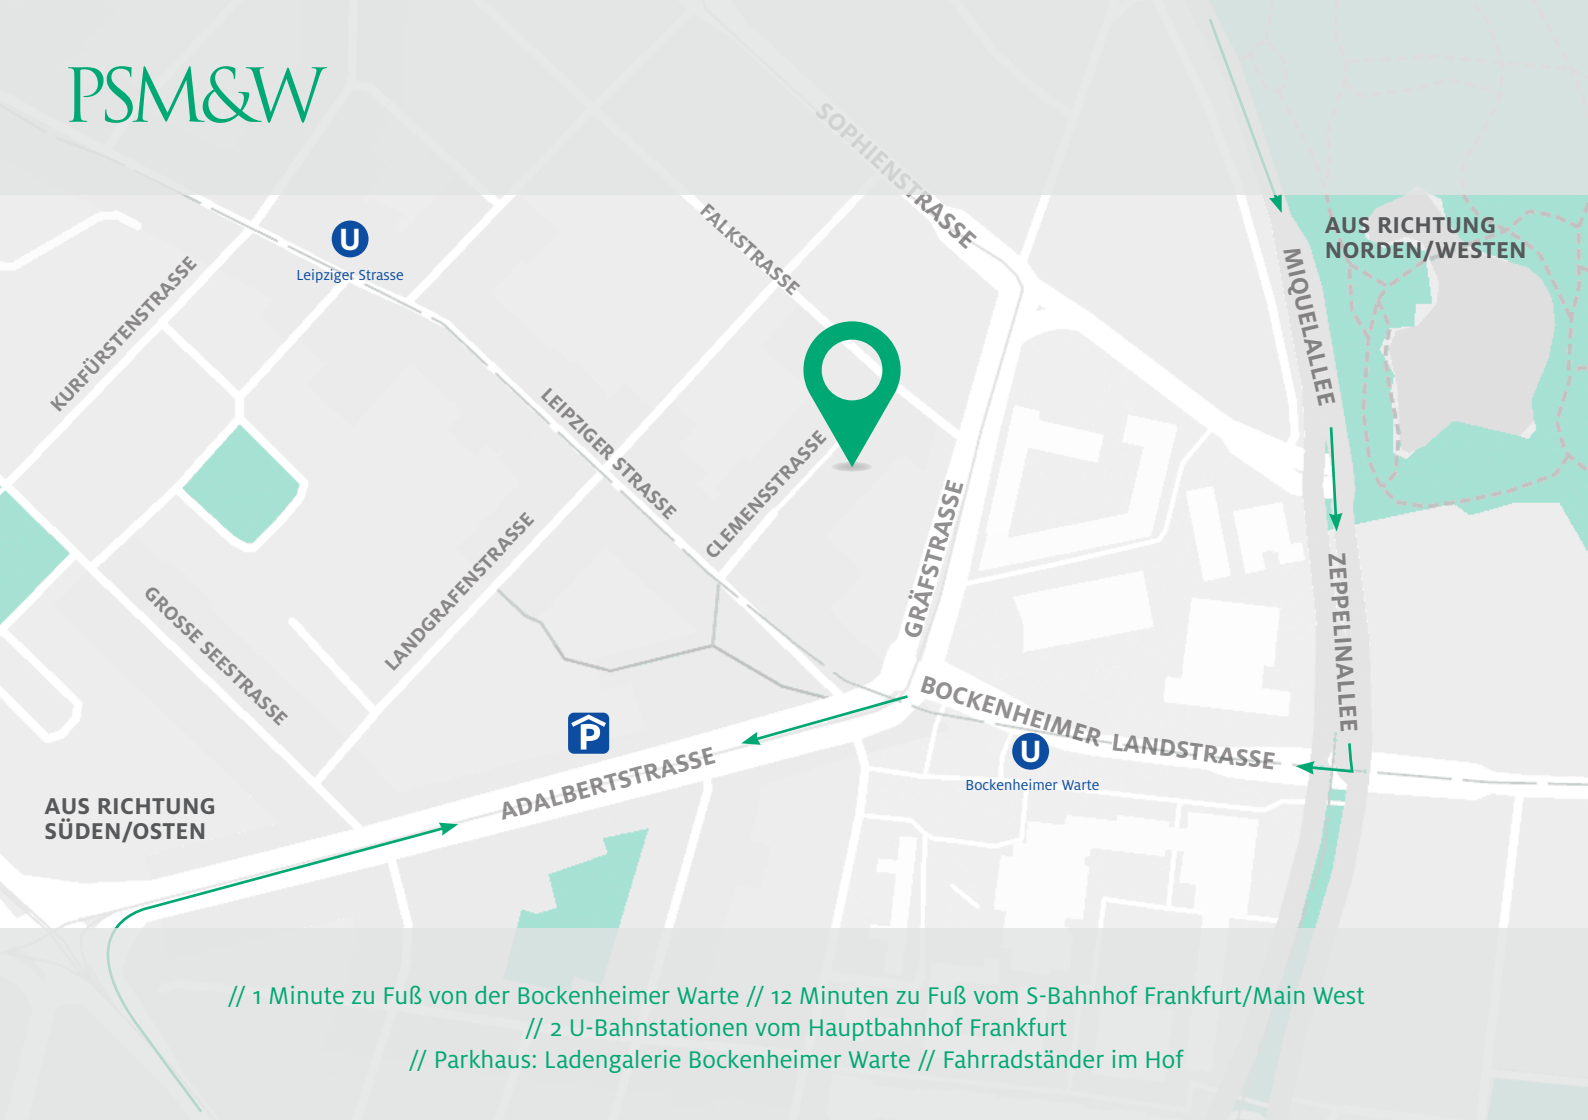 PSM&W
SOPHIENSTRASSE
AUS RICHTUNG
NORDEN/WESTEN
FALKSTRASSE
U
Leipziger Strasse
MIQUELALLEE
KURFÜRSTENSTRASSE
LEIPZIGER STRASSE
CLEMENSSTRASSE
GRÄFSTRASSE
LANDGRAFENSTRASSE
ZEPPELINALLEE
GROSSE SEESTRASSE
BOCKENHEIMER LANDSTRASSE
P
U
Bockenheimer Warte
ADALBERTSTRASSE
AUS RICHTUNG
SÜDEN/OSTEN
// 1 Minute zu Fuß von der Bockenheimer Warte // 12 Minuten zu Fuß vom S-Bahnhof Frankfurt/Main West
// 2 U-Bahnstationen vom Hauptbahnhof Frankfurt
// Parkhaus: Ladengalerie Bockenheimer Warte // Fahrradständer im Hof